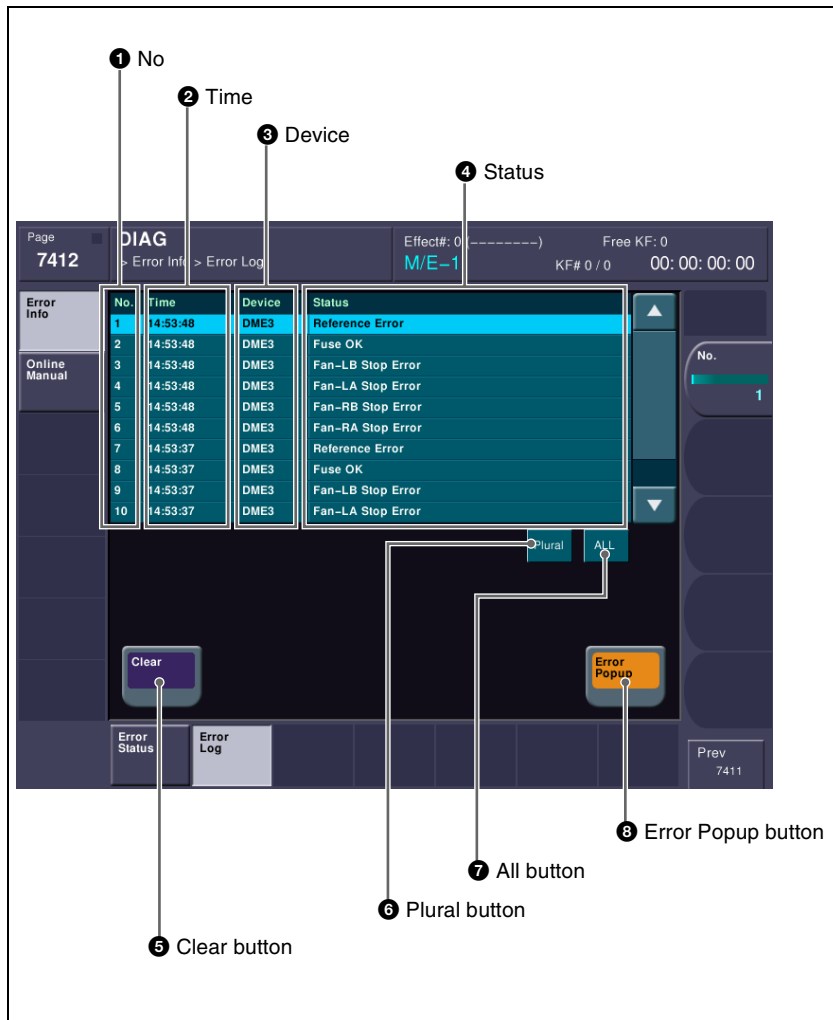 1 No
2 Time
3 Device
4 Status
Page
7412
DIAG
> Error Info > Error Log
Effect#: 0 (--------) Free KF: 0
M/E-1 KF# 0 / 0 00: 00: 00: 00
Error Info
Online Manual
No. Time Device Status
1 14:53:48 DME3 Reference Error
2 14:53:48 DME3 Fuse OK
3 14:53:48 DME3 Fan-LB Stop Error
4 14:53:48 DME3 Fan-LA Stop Error
5 14:53:48 DME3 Fan-RB Stop Error
6 14:53:48 DME3 Fan-RA Stop Error
7 14:53:37 DME3 Reference Error
8 14:53:37 DME3 Fuse OK
9 14:53:37 DME3 Fan-LB Stop Error
10 14:53:37 DME3 Fan-LA Stop Error
No.
1
Plural ALL
Clear
Error Popup
Error Status
Error Log
Prev
7411
8 Error Popup button
7 All button
6 Plural button
5 Clear button